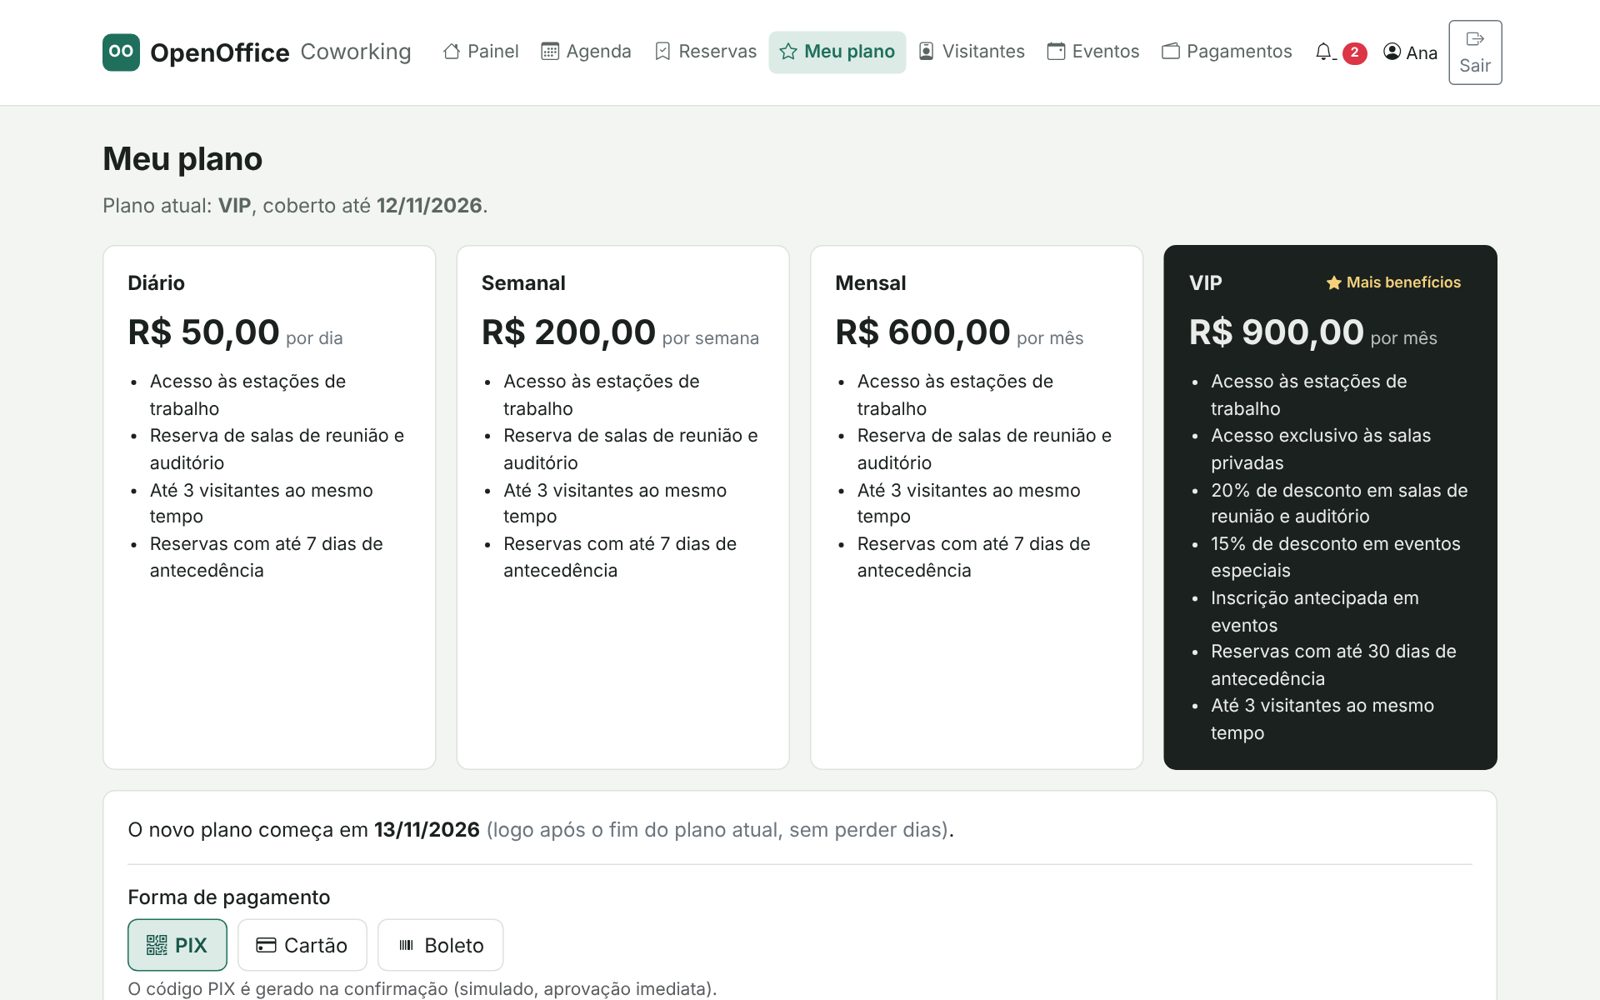 OO OpenOffice Coworking Painel Agenda Reservas Meu plano Visitantes Eventos Pagamentos 2 Ana Sair
Meu plano
Plano atual: VIP, coberto até 12/11/2026.
Diário
R$ 50,00 por dia
• Acesso às estações de
trabalho
• Reserva de salas de reunião e
auditório
• Até 3 visitantes ao mesmo
tempo
• Reservas com até 7 dias de
antecedência
Semanal
R$ 200,00 por semana
• Acesso às estações de
trabalho
• Reserva de salas de reunião e
auditório
• Até 3 visitantes ao mesmo
tempo
• Reservas com até 7 dias de
antecedência
Mensal
R$ 600,00 por mês
• Acesso às estações de
trabalho
• Reserva de salas de reunião e
auditório
• Até 3 visitantes ao mesmo
tempo
• Reservas com até 7 dias de
antecedência
VIP Mais benefícios
R$ 900,00 por mês
• Acesso às estações de
trabalho
• Acesso exclusivo às salas
privadas
• 20% de desconto em salas de
reunião e auditório
• 15% de desconto em eventos
especiais
• Inscrição antecipada em
eventos
• Reservas com até 30 dias de
antecedência
• Até 3 visitantes ao mesmo
tempo
O novo plano começa em 13/11/2026 (logo após o fim do plano atual, sem perder dias).
Forma de pagamento
PIX Cartão Boleto
O código PIX é gerado na confirmação (simulado, aprovação imediata).